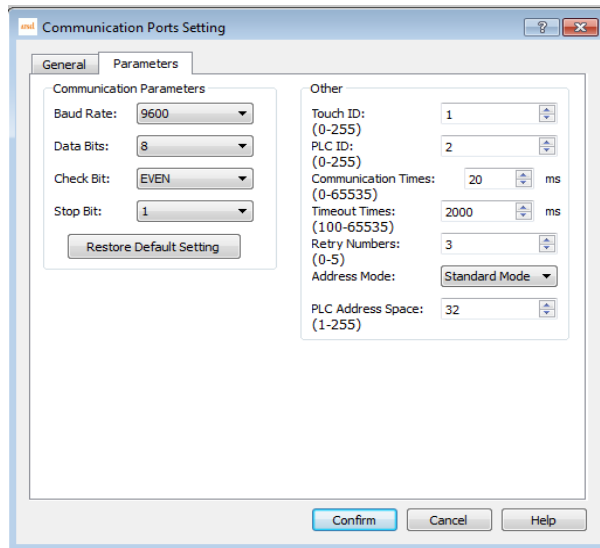 Communication Ports Setting
General Parameters
Communication Parameters
Baud Rate: 9600
Data Bits: 8
Check Bit: EVEN
Stop Bit: 1
Restore Default Setting
Other
Touch ID: 1
(0-255)
PLC ID: 2
(0-255)
Communication Times: 20 ms
(0-65535)
Timeout Times: 2000 ms
(100-65535)
Retry Numbers: 3
(0-5)
Address Mode: Standard Mode
PLC Address Space: 32
(1-255)
Confirm Cancel Help